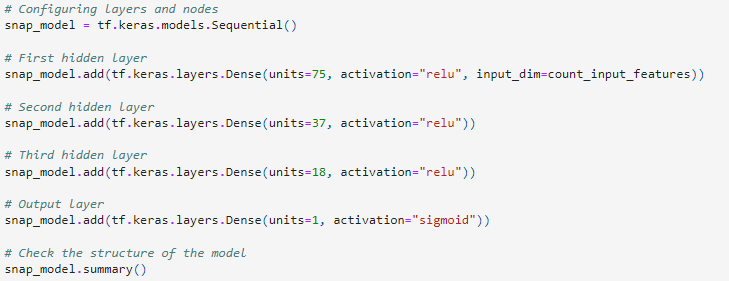 # Configuring layers and nodes
snap_model = tf.keras.models.Sequential()
# First hidden layer
snap_model.add(tf.keras.layers.Dense(units=75, activation="relu", input_dim=count_input_features))
# Second hidden layer
snap_model.add(tf.keras.layers.Dense(units=37, activation="relu"))
# Third hidden layer
snap_model.add(tf.keras.layers.Dense(units=18, activation="relu"))
# Output layer
snap_model.add(tf.keras.layers.Dense(units=1, activation="sigmoid"))
# Check the structure of the model
snap_model.summary()